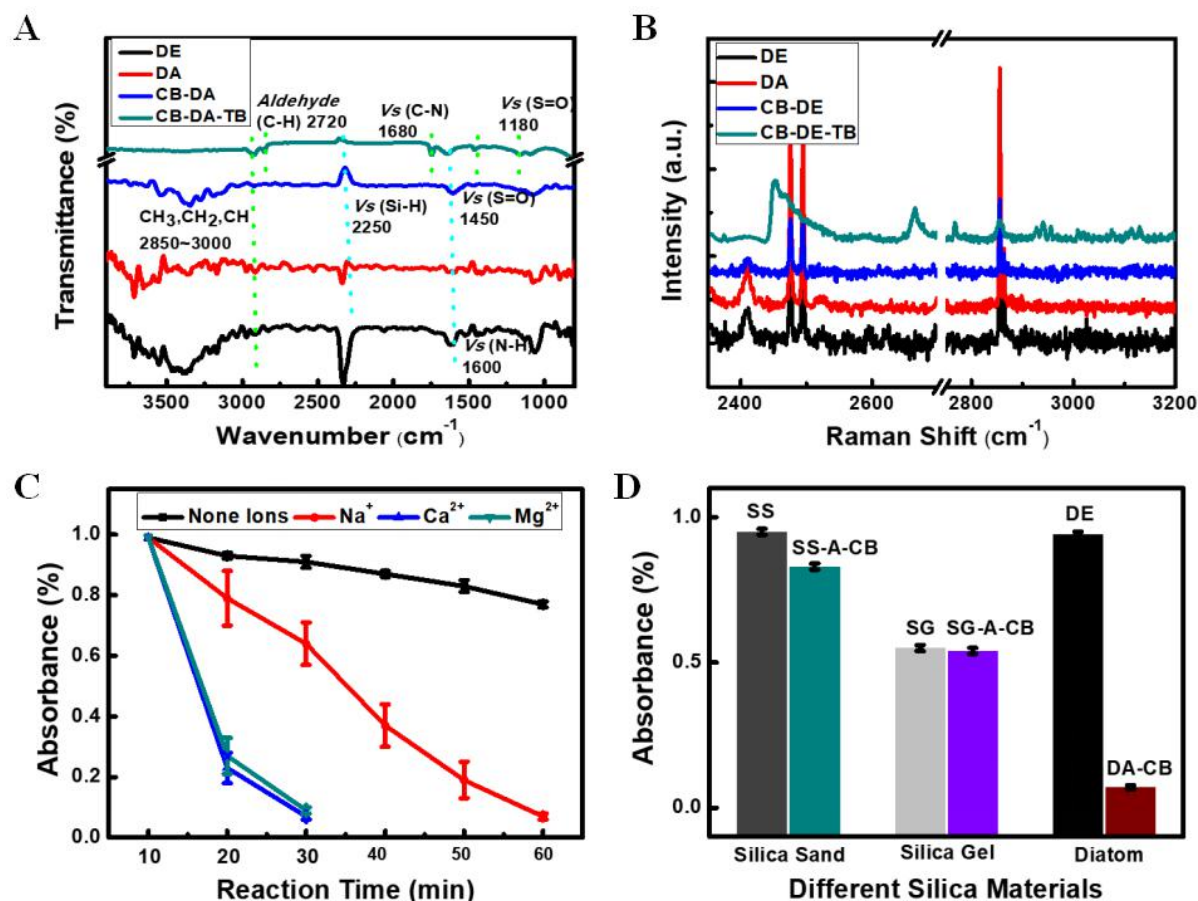 A
DE
DA
CB-DA
CB-DA-TB
Aldehyde
(C-H) 2720
Vs (C-N)
1680
Vs (S=O)
1180
CH3,CH2,CH
2850~3000
Vs (Si-H)
2250
Vs (S=O)
1450
Vs (N-H)
1600
Transmittance (%)
3500 3000 2500 2000 1500 1000
Wavenumber (cm-1)
B
DE
DA
CB-DE
CB-DE-TB
Intensity (a.u.)
2400 2600 2800 3000 3200
Raman Shift (cm-1)
C
None Ions Na+ Ca2+ Mg2+
Absorbance (%)
1.0
0.8
0.6
0.4
0.2
0.0
10 20 30 40 50 60
Reaction Time (min)
D
Absorbance (%)
1.0
0.5
0.0
SS
SS-A-CB
SG
SG-A-CB
DE
DA-CB
Silica Sand Silica Gel Diatom
Different Silica Materials